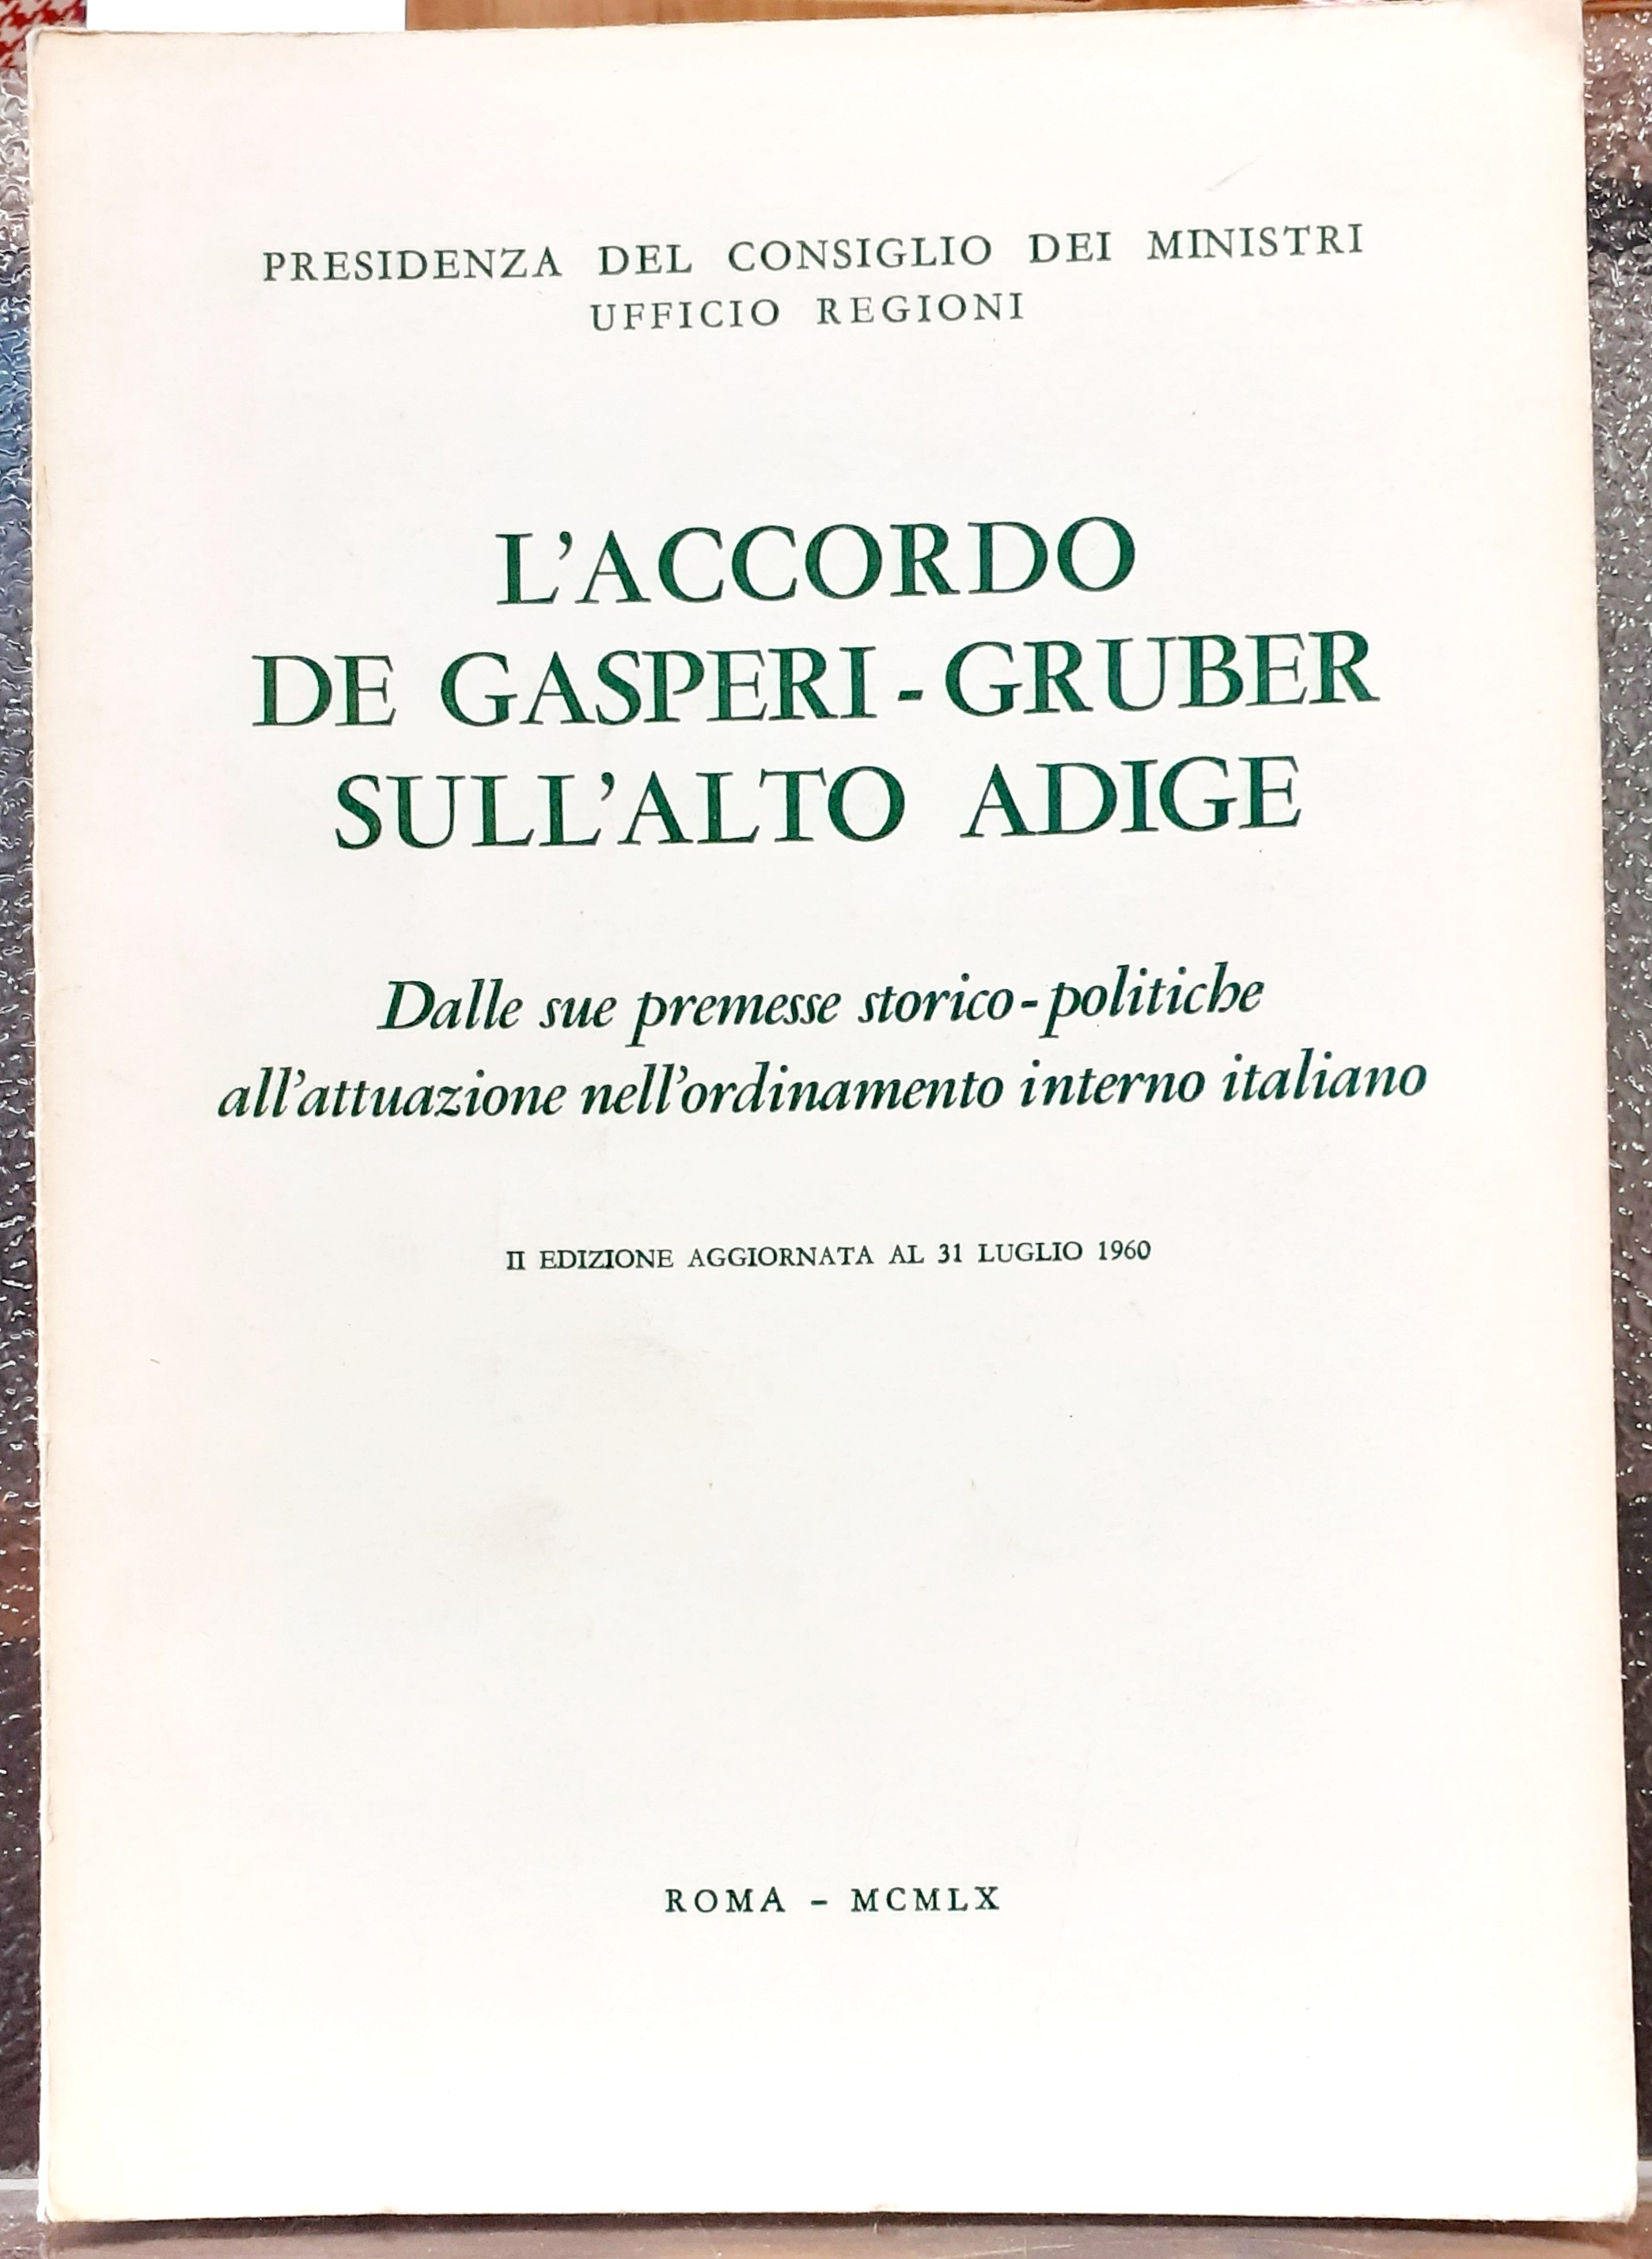 PRESIDENZA DEL CONSIGLIO DEI MINISTRI
UFFICIO REGIONI
L'ACCORDO
DE GASPERI - GRUBER
SULL'ALTO ADIGE
Dalle sue premesse storico-politiche
all'attuazione nell'ordinamento interno italiano
II EDIZIONE AGGIORNATA AL 31 LUGLIO 1960
ROMA - MCMLX